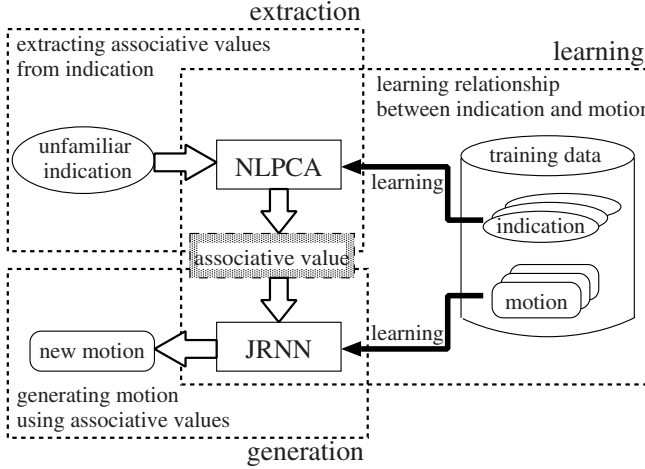 extraction
extracting associative values
from indication
learning
learning relationship
between indication and motion
unfamiliar
indication
NLPCA
training data
learning
indication
associative value
motion
learning
new motion
JRNN
generating motion
using associative values
generation